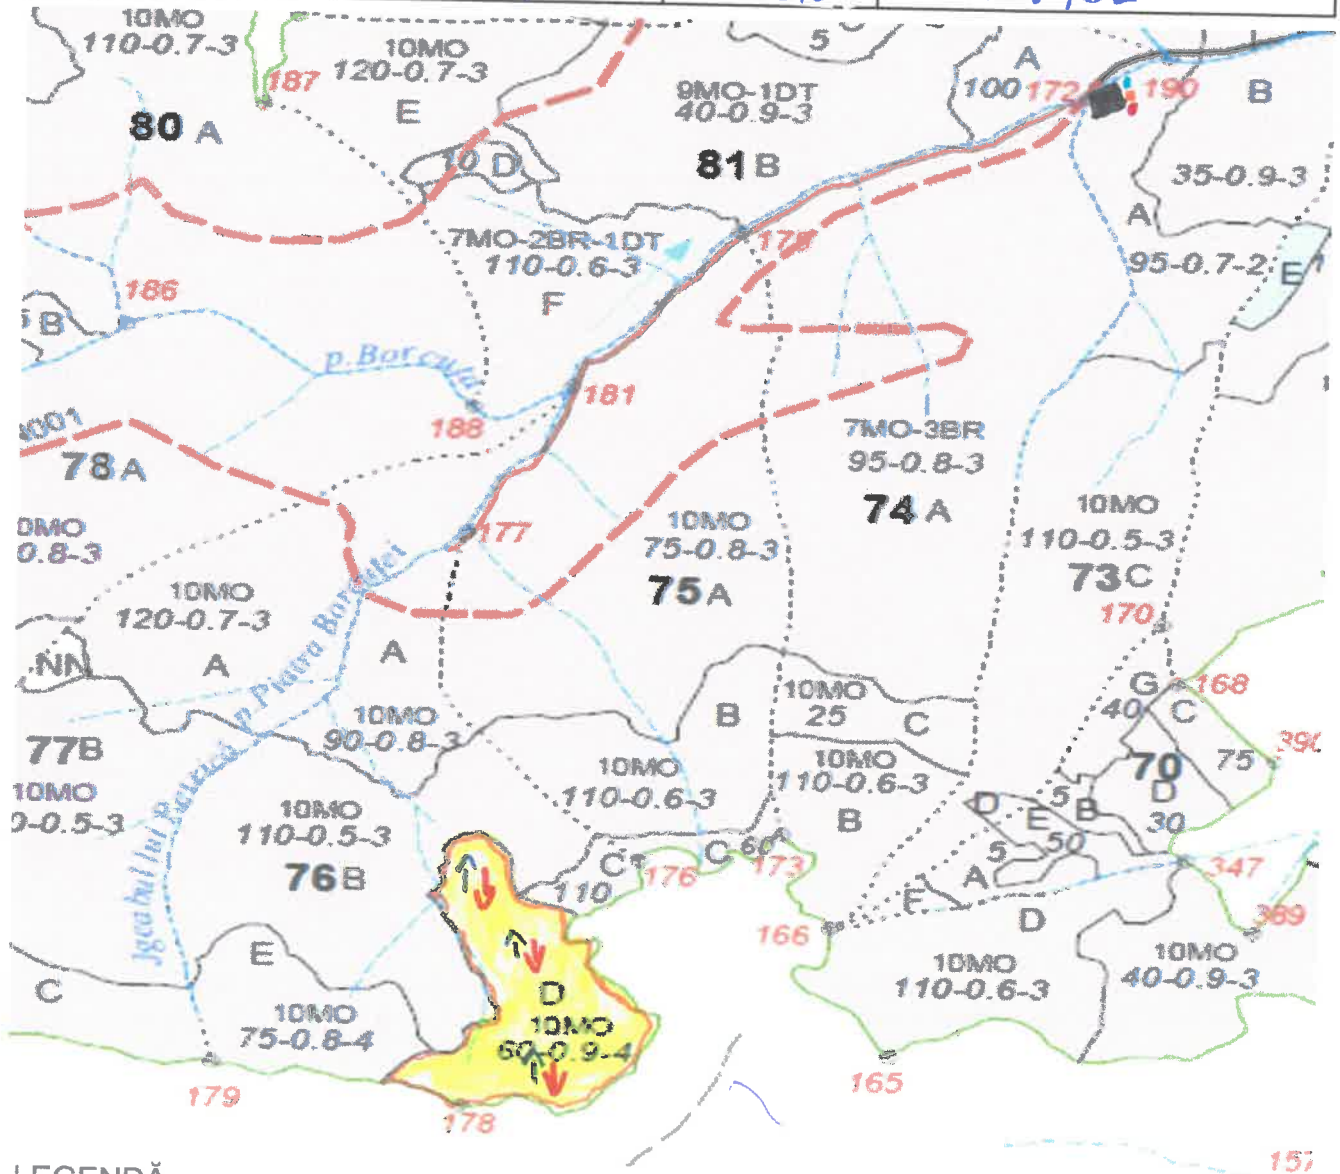 10MO
110-0.7-3
187
10MO
120-0.7-3
E
80 A
10 D
9MO-1DT
40-0.9-3
81 B
5
A
100
172
190
B
35-0.9-3
A
95-0.7-2
E
7MO-2BR-1DT
110-0.6-3
F
186
B
p.Borcuta
188
181
78 A
0.8-3
177
10MO
120-0.7-3
A
NN
77 B
10MO
0-0.5-3
A
10MO
90-0.8-3
10MO
75-0.8-3
75 A
7MO-3BR
95-0.8-3
74 A
10MO
110-0.5-3
73 C
170
G
168
40
C
75
70
D
30
B
10MO
25
C
10MO
110-0.6-3
10MO
110-0.6-3
B
D
5
E
B
50
5
A
F
D
347
389
10MO
110-0.5-3
76 B
C
110
176
C
60
173
166
E
C
10MO
75-0.8-4
D
10MO
60-0.9-4
10MO
110-0.6-3
10MO
40-0.9-3
179
178
165
157
LEGENDĂ